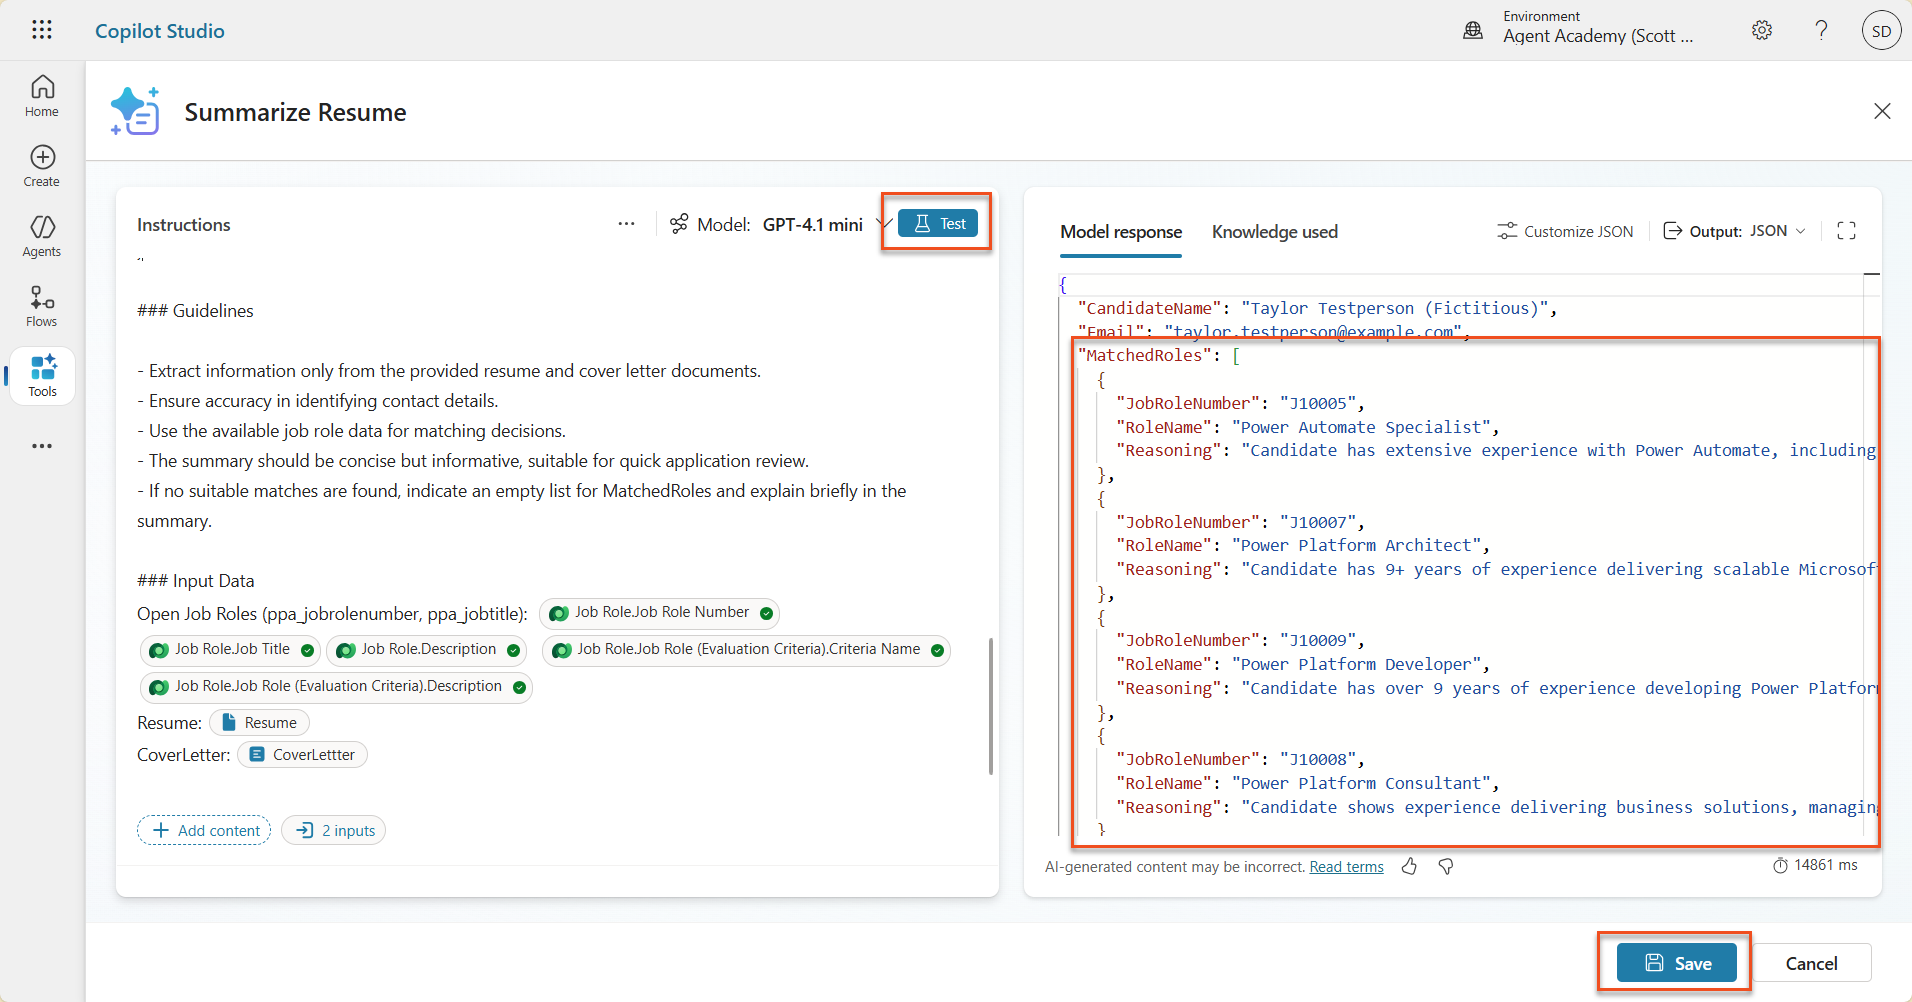 Copilot Studio
Environment
Agent Academy (Scott ...
SD
Home
Create
Agents
Flows
Tools
Summarize Resume
Instructions
Model: GPT-4.1 mini
Test
### Guidelines
- Extract information only from the provided resume and cover letter documents.
- Ensure accuracy in identifying contact details.
- Use the available job role data for matching decisions.
- The summary should be concise but informative, suitable for quick application review.
- If no suitable matches are found, indicate an empty list for MatchedRoles and explain briefly in the
summary.
### Input Data
Open Job Roles (ppa_jobrolenumber, ppa_jobtitle): Job Role.Job Role Number
Job Role.Job Title Job Role.Description Job Role.Job Role (Evaluation Criteria).Criteria Name
Job Role.Job Role (Evaluation Criteria).Description
Resume: Resume
CoverLetter: CoverLettter
Add content 2 inputs
Model response Knowledge used
Customize JSON
Output: JSON
{
"CandidateName": "Taylor Testperson (Fictitious)",
"Email": "taylor.testperson@example.com",
"MatchedRoles": [
{
"JobRoleNumber": "J10005",
"RoleName": "Power Automate Specialist",
"Reasoning": "Candidate has extensive experience with Power Automate, including
},
{
"JobRoleNumber": "J10007",
"RoleName": "Power Platform Architect",
"Reasoning": "Candidate has 9+ years of experience delivering scalable Microsof
},
{
"JobRoleNumber": "J10009",
"RoleName": "Power Platform Developer",
"Reasoning": "Candidate has over 9 years of experience developing Power Platfor
},
{
"JobRoleNumber": "J10008",
"RoleName": "Power Platform Consultant",
"Reasoning": "Candidate shows experience delivering business solutions, managin
}
AI-generated content may be incorrect. Read terms
14861 ms
Save
Cancel